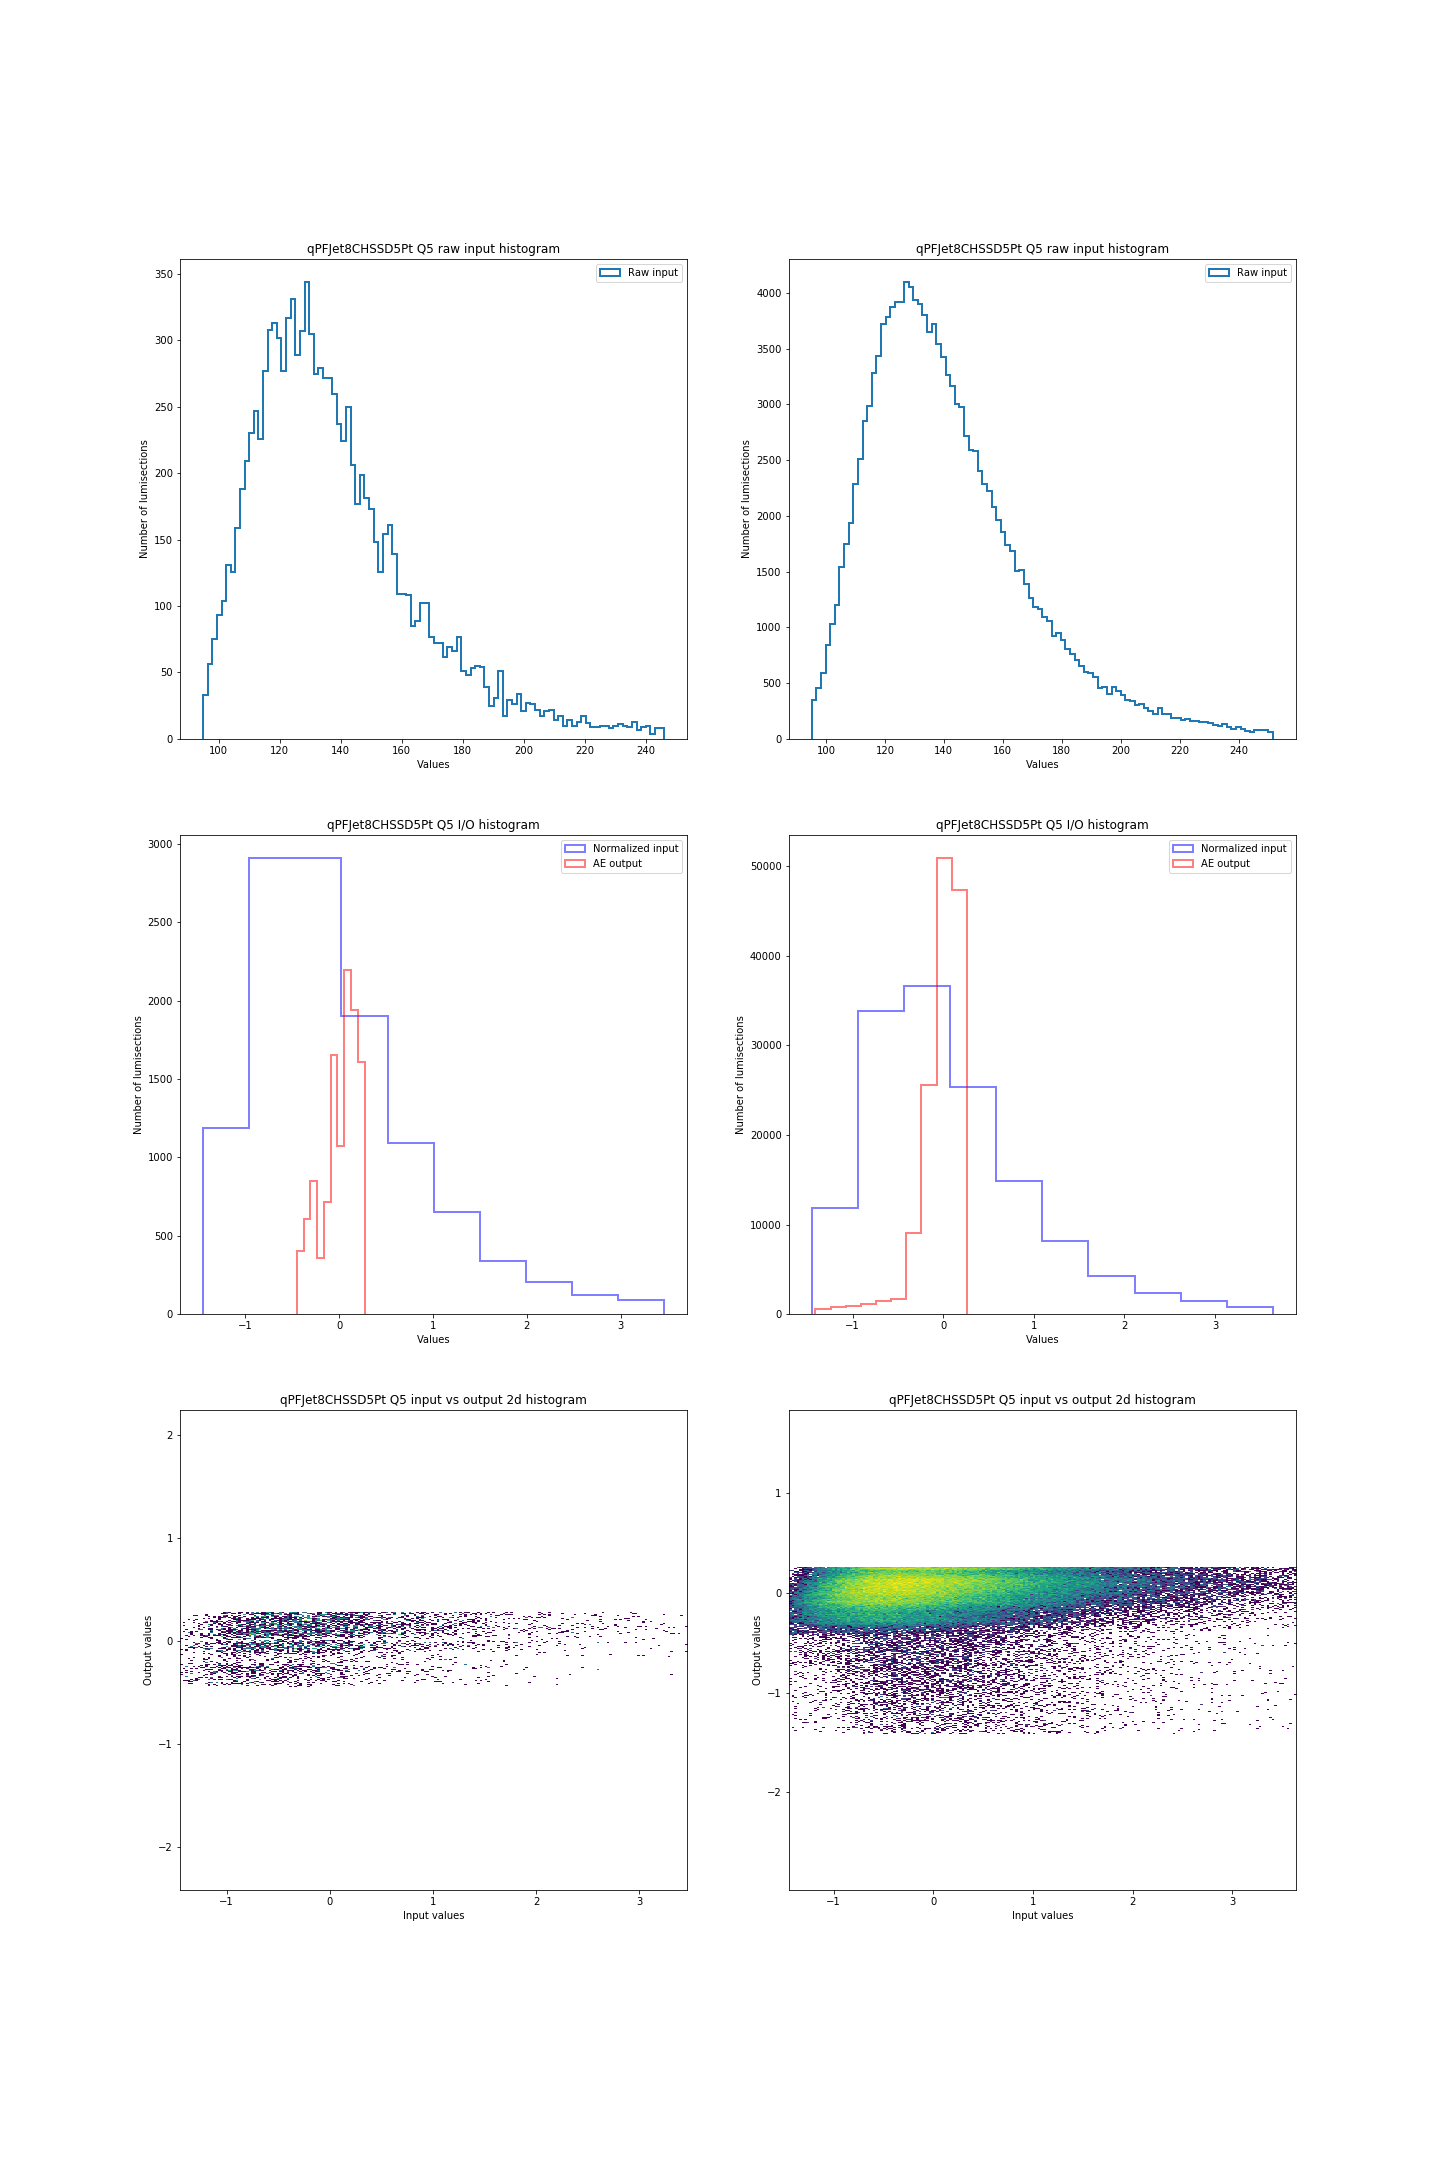 qPFJet8CHSSD5Pt Q5 raw input histogram
Raw input
350
300
250
200
150
100
50
0
Number of lumisections
100 120 140 160 180 200 220 240
Values
qPFJet8CHSSD5Pt Q5 raw input histogram
Raw input
4000
3500
3000
2500
2000
1500
1000
500
0
Number of lumisections
100 120 140 160 180 200 220 240
Values
qPFJet8CHSSD5Pt Q5 I/O histogram
Normalized input
AE output
3000
2500
2000
1500
1000
500
0
Number of lumisections
−1 0 1 2 3
Values
qPFJet8CHSSD5Pt Q5 I/O histogram
Normalized input
AE output
50000
40000
30000
20000
10000
0
Number of lumisections
−1 0 1 2 3
Values
qPFJet8CHSSD5Pt Q5 input vs output 2d histogram
2
1
0
−1
−2
Output values
−1 0 1 2 3
Input values
qPFJet8CHSSD5Pt Q5 input vs output 2d histogram
1
0
−1
−2
Output values
−1 0 1 2 3
Input values